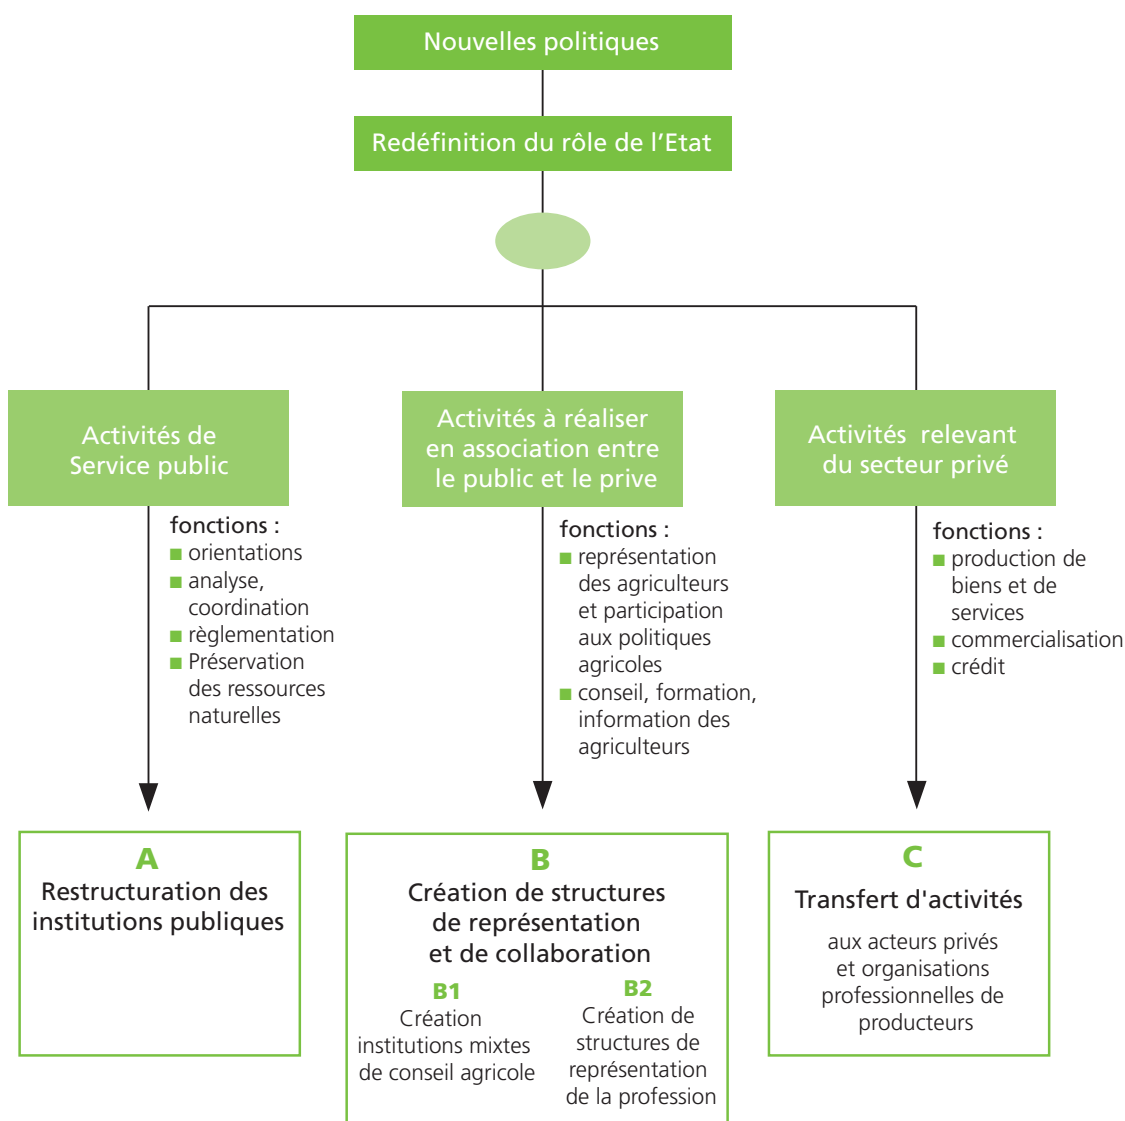 Nouvelles politiques
Redéfinition du rôle de l'Etat
Activités de
Service public
fonctions :
orientations
analyse,
coordination
règlementation
Préservation
des ressources
naturelles
Activités à réaliser
en association entre
le public et le prive
fonctions :
représentation
des agriculteurs
et participation
aux politiques
agricoles
conseil, formation,
information des
agriculteurs
Activités relevant
du secteur privé
fonctions :
production de
biens et de
services
commercialisation
crédit
A
Restructuration des
institutions publiques
B
Création de structures
de représentation
et de collaboration
B1
Création
institutions mixtes
de conseil agricole
B2
Création de
structures de
représentation
de la profession
C
Transfert d'activités
aux acteurs privés
et organisations
professionnelles de
producteurs